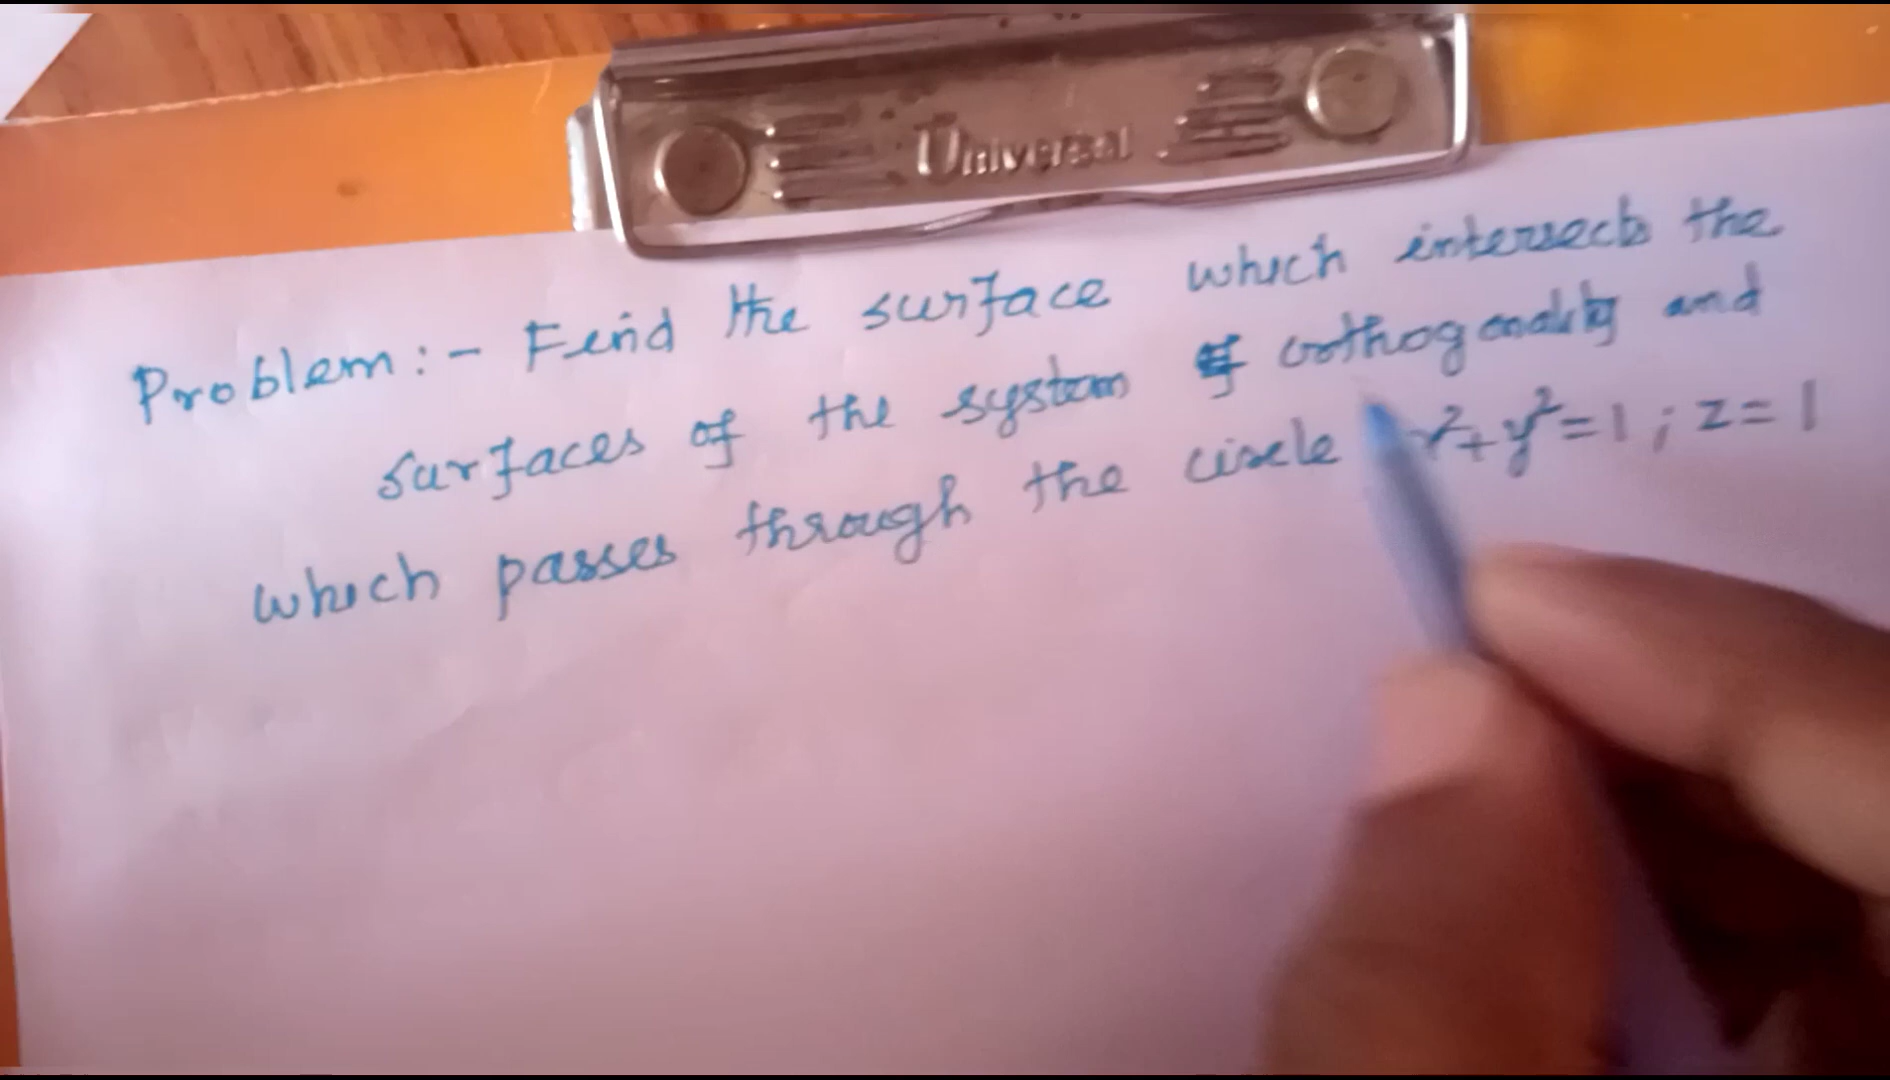 Universal
Problem :- Find the surface which intersects the
surfaces of the system orthogonality and
which passes through the circle x²+y²=1 ; z=1